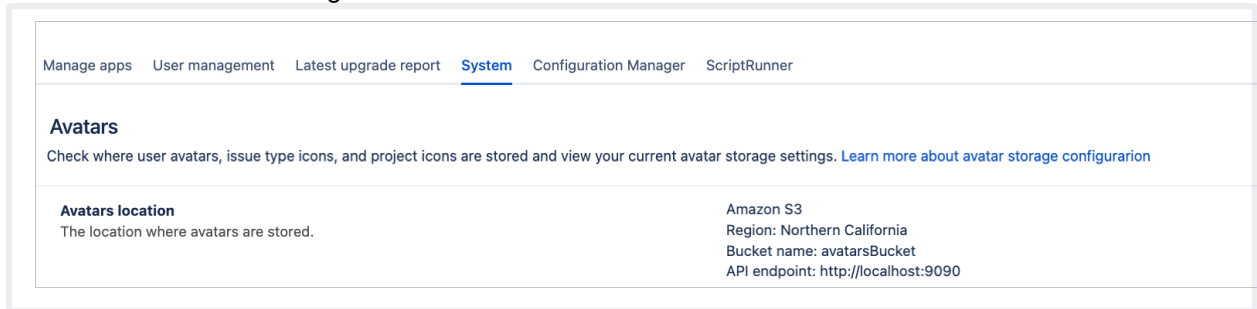 Manage apps User management Latest upgrade report System Configuration Manager ScriptRunner
Avatars
Check where user avatars, issue type icons, and project icons are stored and view your current avatar storage settings. Learn more about avatar storage configurarion
Avatars location
The location where avatars are stored.
Amazon S3
Region: Northern California
Bucket name: avatarsBucket
API endpoint: http://localhost:9090